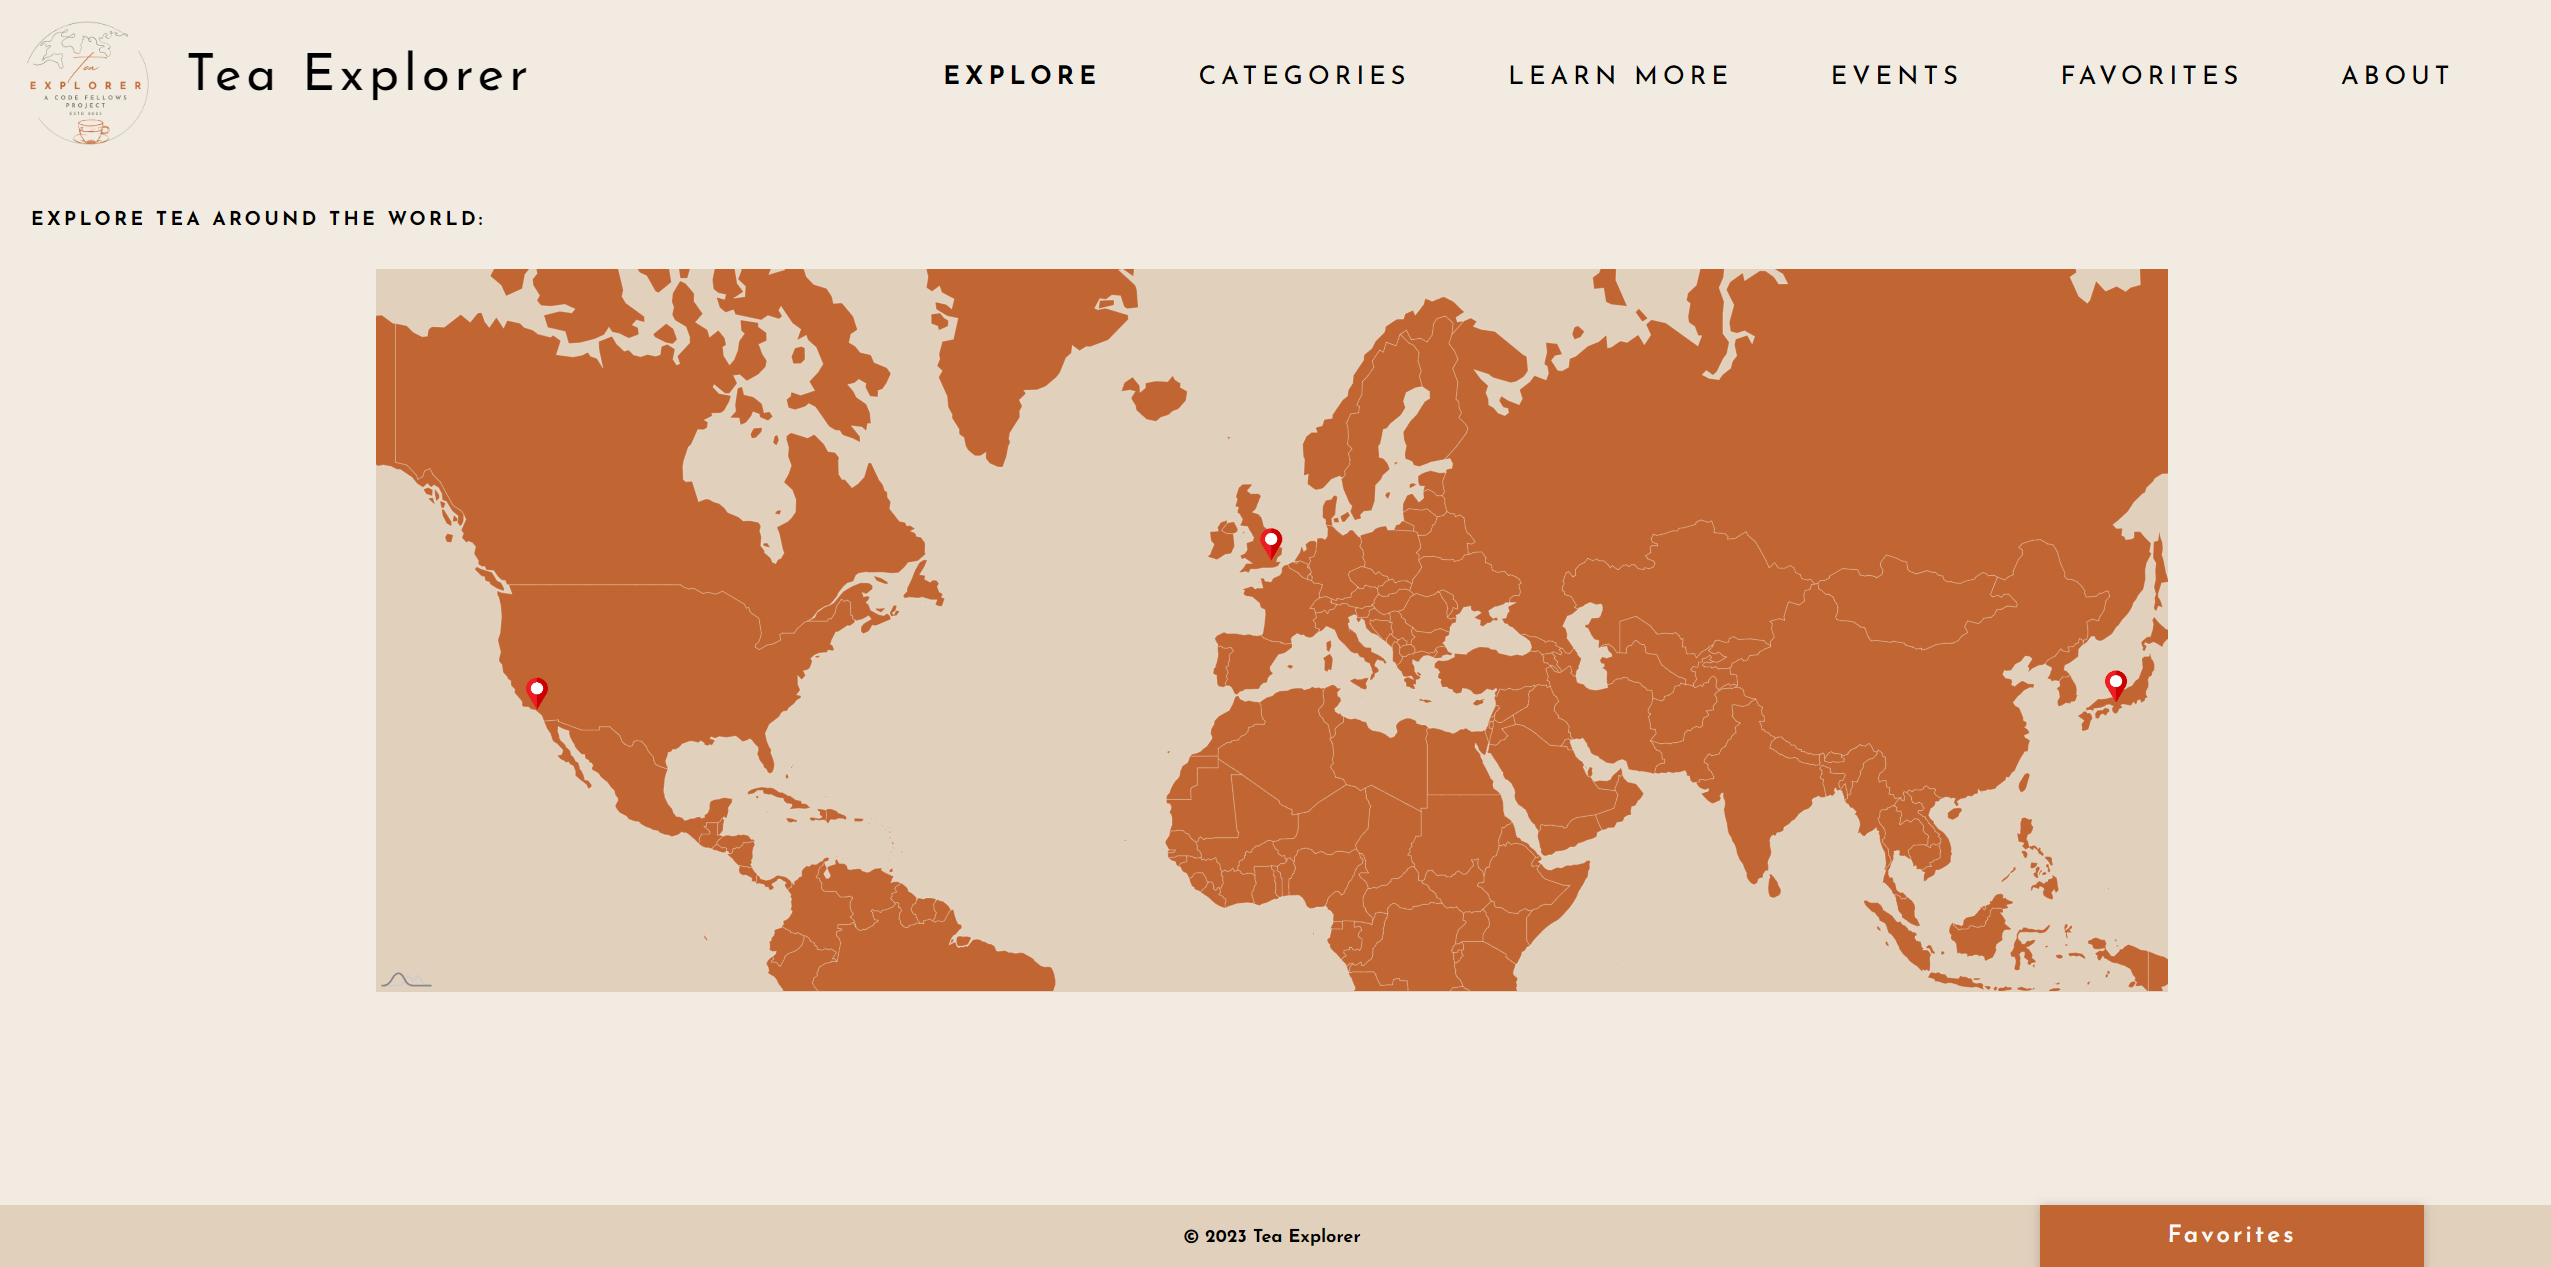 Tea
EXPLORER
A CODE FELLOWS
PROJECT
Tea Explorer
EXPLORE CATEGORIES LEARN MORE EVENTS FAVORITES ABOUT
EXPLORE TEA AROUND THE WORLD:
© 2023 Tea Explorer
Favorites